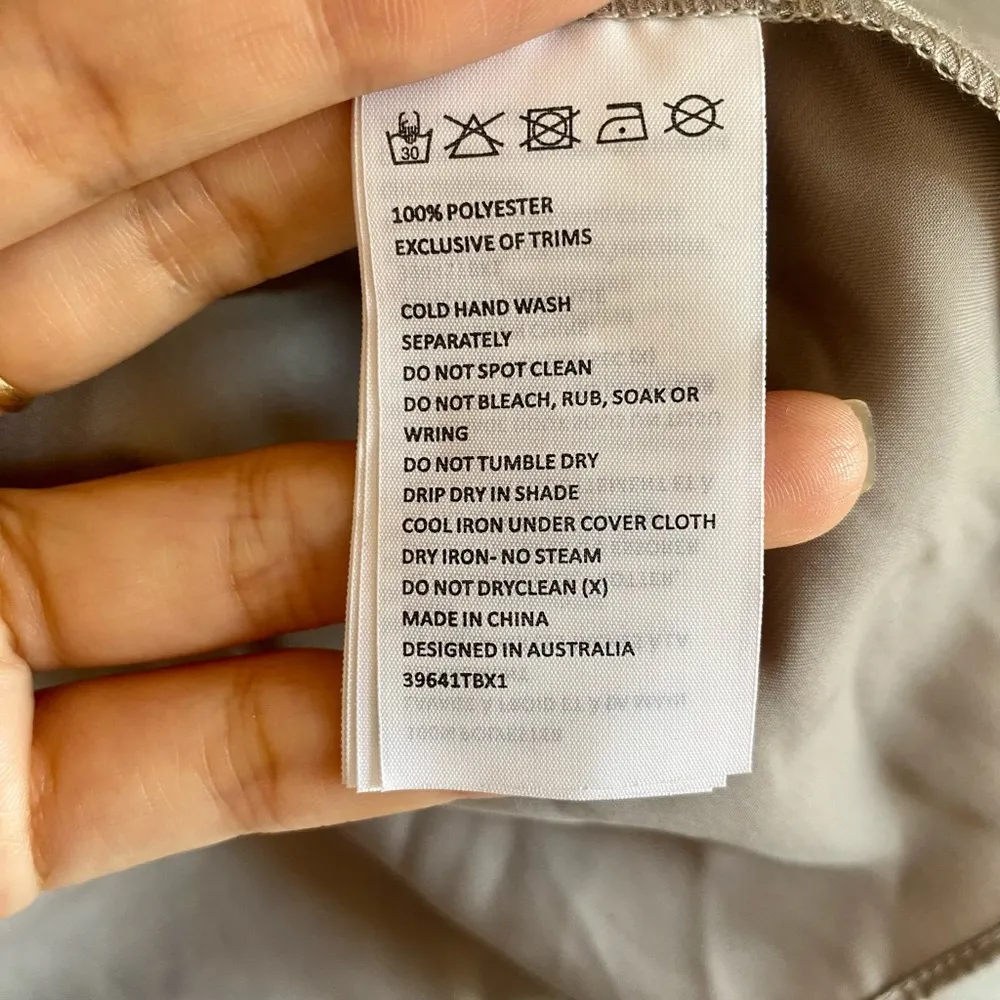 30
100% POLYESTER
EXCLUSIVE OF TRIMS
COLD HAND WASH
SEPARATELY
DO NOT SPOT CLEAN
DO NOT BLEACH, RUB, SOAK OR
WRING
DO NOT TUMBLE DRY
DRIP DRY IN SHADE
COOL IRON UNDER COVER CLOTH
DRY IRON- NO STEAM
DO NOT DRYCLEAN (X)
MADE IN CHINA
DESIGNED IN AUSTRALIA
39641TBX1